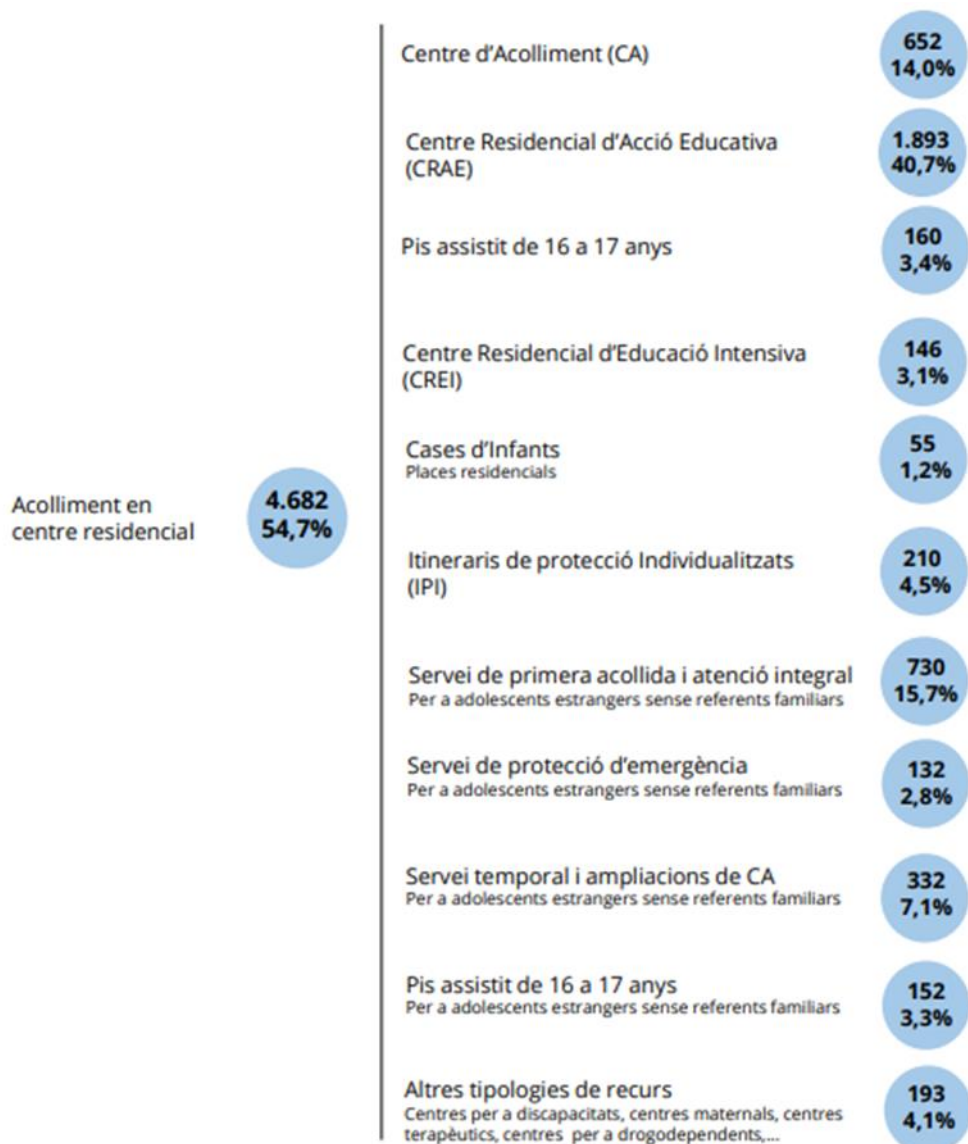 Centre d'Acolliment (CA)
652
14,0%
Centre Residencial d'Acció Educativa
(CRAE)
1.893
40,7%
Pis assistit de 16 a 17 anys
160
3,4%
Centre Residencial d'Educació Intensiva
(CREI)
146
3,1%
Cases d'Infants
Places residencials
55
1,2%
Acolliment en
centre residencial
4.682
54,7%
Itineraris de protecció Individualitzats
(IPI)
210
4,5%
Servei de primera acollida i atenció integral
Per a adolescents estrangers sense referents familiars
730
15,7%
Servei de protecció d'emergència
Per a adolescents estrangers sense referents familiars
132
2,8%
Servei temporal i ampliacions de CA
Per a adolescents estrangers sense referents familiars
332
7,1%
Pis assistit de 16 a 17 anys
Per a adolescents estrangers sense referents familiars
152
3,3%
Altres tipologies de recurs
Centres per a discapacitats, centres maternals, centres
terapèutics, centres per a drogodependents,...
193
4,1%